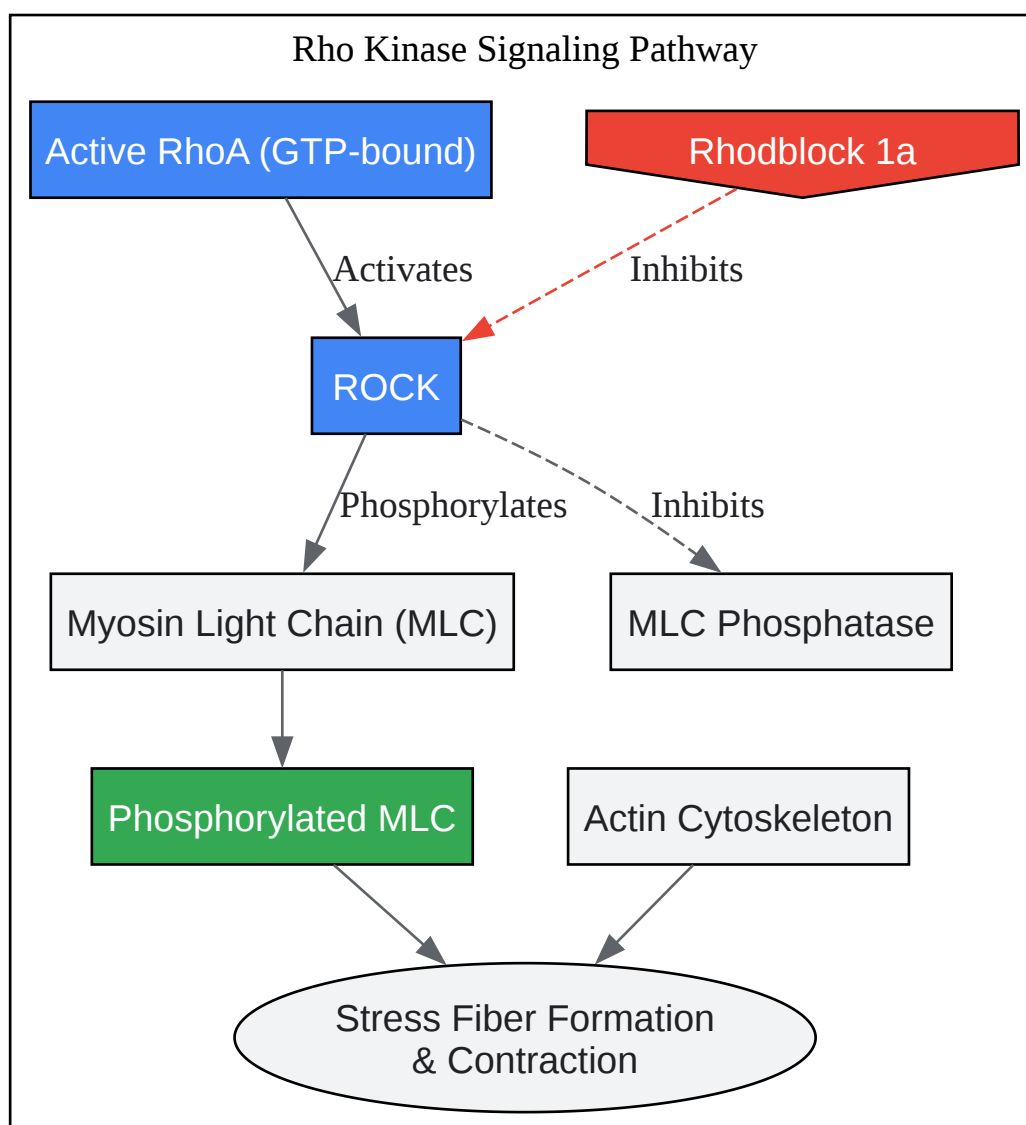 Rho Kinase Signaling Pathway
Active RhoA (GTP-bound)
Rhodblock 1a
Activates
Inhibits
ROCK
Phosphorylates
Inhibits
Myosin Light Chain (MLC)
MLC Phosphatase
Phosphorylated MLC
Actin Cytoskeleton
Stress Fiber Formation
& Contraction